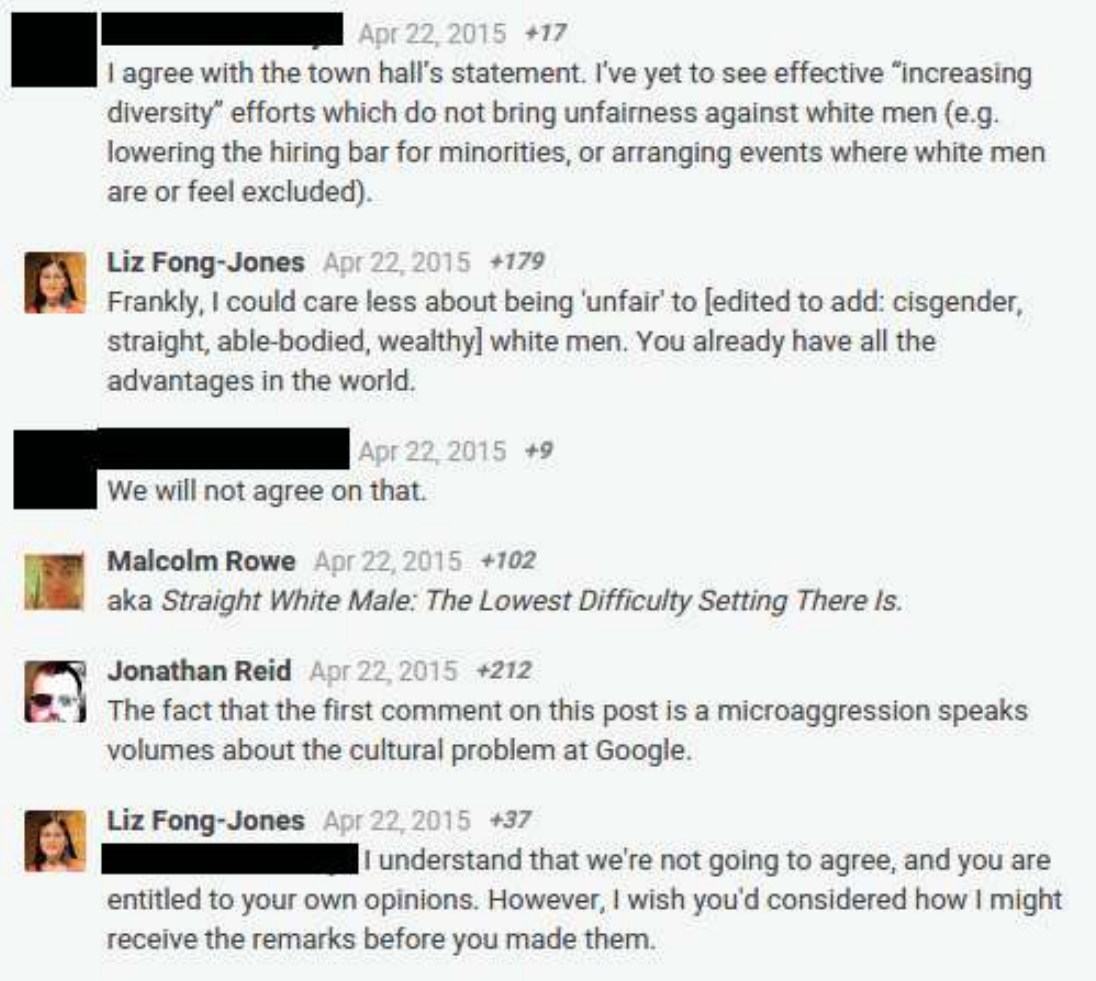 Apr 22, 2015 +17
I agree with the town hall's statement. I've yet to see effective “increasing
diversity” efforts which do not bring unfairness against white men (e.g.
lowering the hiring bar for minorities, or arranging events where white men
are or feel excluded).
Liz Fong-Jones Apr 22, 2015 +179
Frankly, I could care less about being 'unfair' to [edited to add: cisgender,
straight, able-bodied, wealthy] white men. You already have all the
advantages in the world.
Apr 22, 2015 +9
We will not agree on that.
Malcolm Rowe Apr 22, 2015 +102
aka Straight White Male: The Lowest Difficulty Setting There Is.
Jonathan Reid Apr 22, 2015 +212
The fact that the first comment on this post is a microaggression speaks
volumes about the cultural problem at Google.
Liz Fong-Jones Apr 22, 2015 +37
I understand that we're not going to agree, and you are
entitled to your own opinions. However, I wish you'd considered how I might
receive the remarks before you made them.